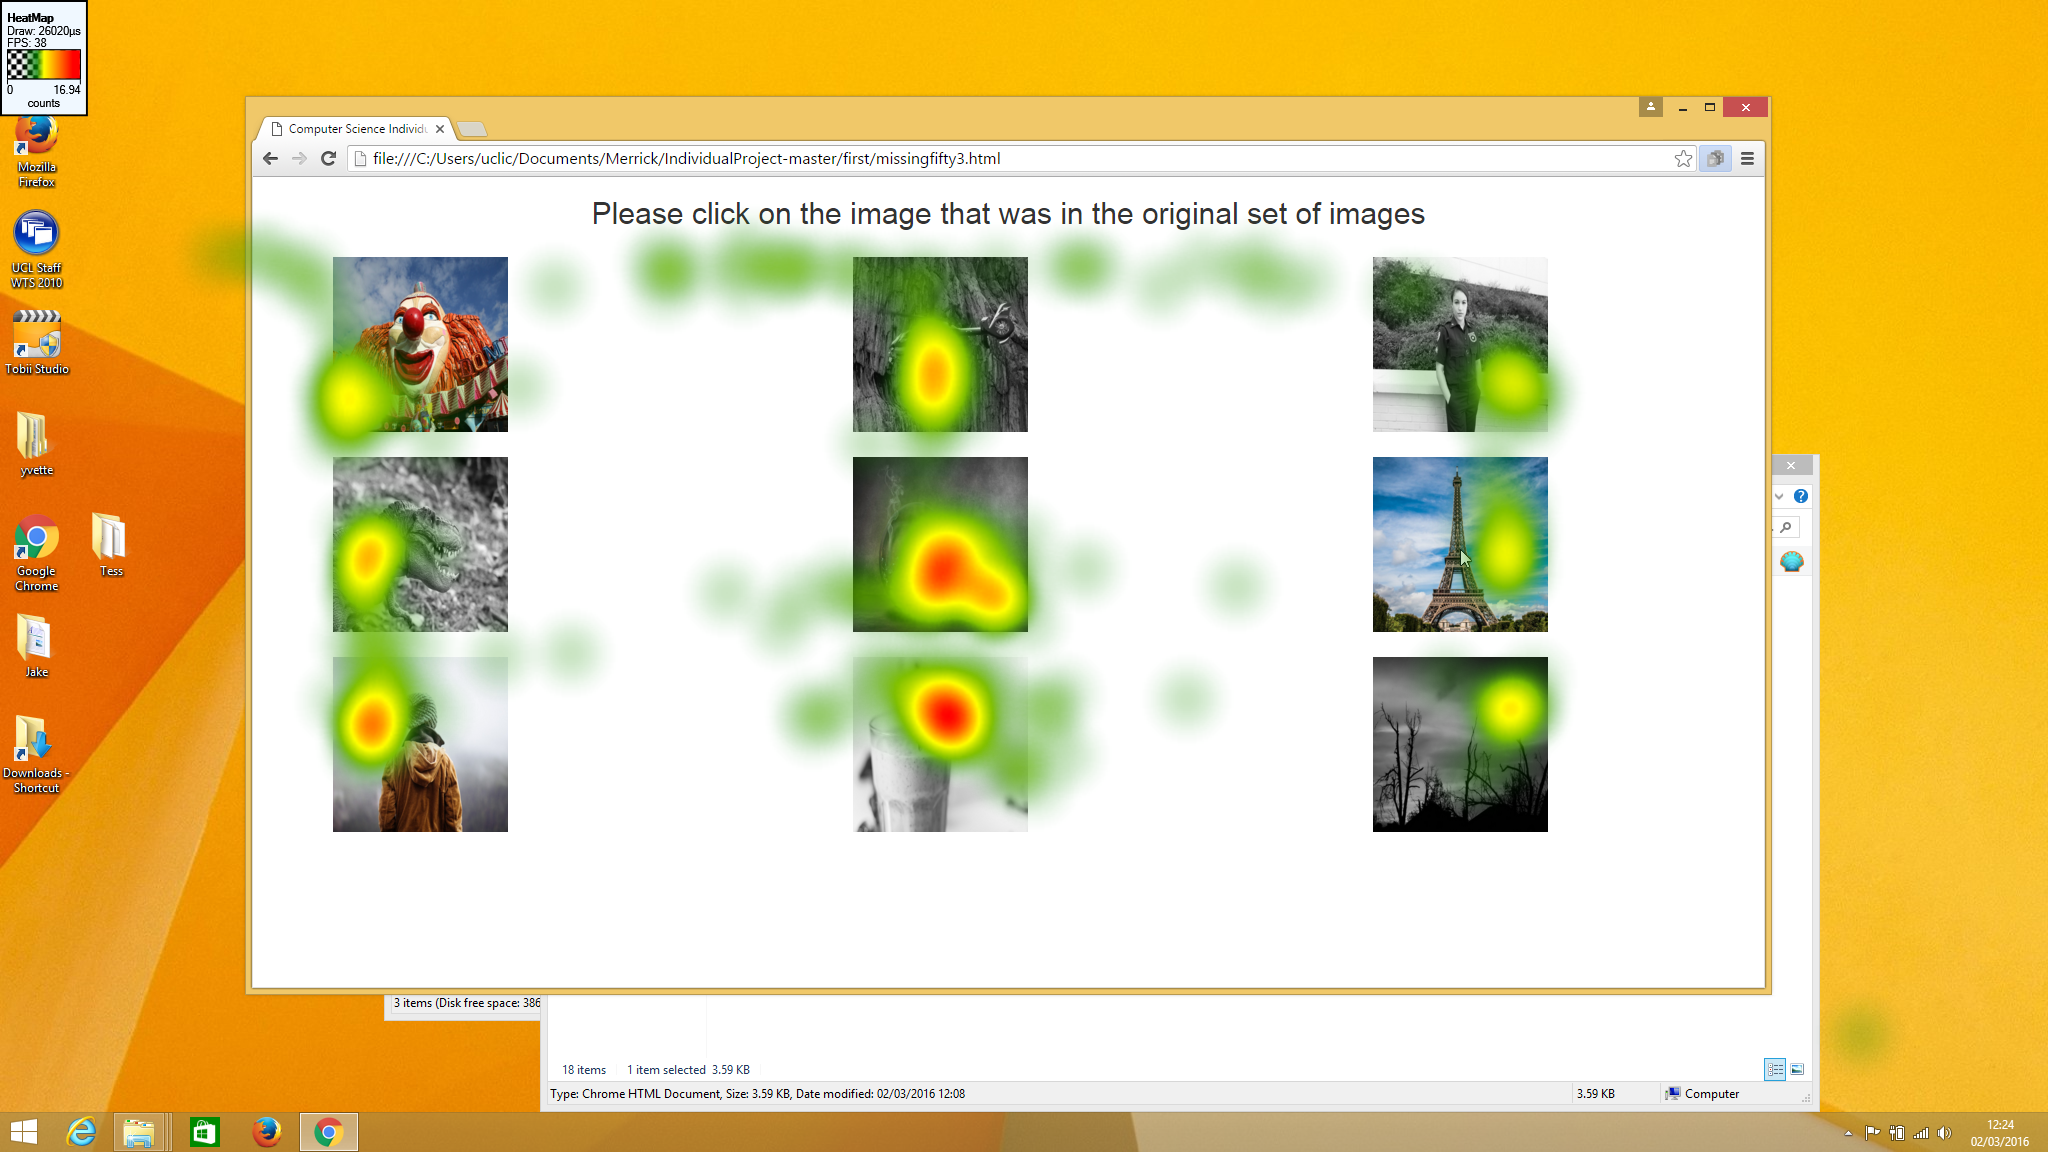 HeatMap
Draw: 26020µs
FPS: 38
0 16.94
counts
Mozilla
Firefox
UCL Staff
WTS 2010
Tobii Studio
yvette
Google
Chrome
Tess
Jake
Downloads -
Shortcut
Computer Science Individu
file:///C:/Users/uclic/Documents/Merrick/IndividualProject-master/first/missingfifty3.html
Please click on the image that was in the original set of images
3 items (Disk free space: 386
18 items 1 item selected 3.59 KB
Type: Chrome HTML Document, Size: 3.59 KB, Date modified: 02/03/2016 12:08
3.59 KB
Computer
12:24
02/03/2016